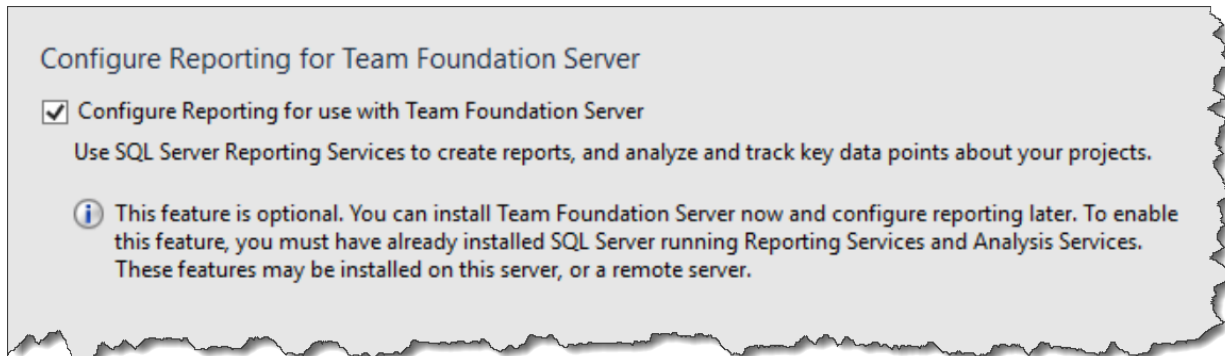 Configure Reporting for Team Foundation Server
Configure Reporting for use with Team Foundation Server
Use SQL Server Reporting Services to create reports, and analyze and track key data points about your projects.
This feature is optional. You can install Team Foundation Server now and configure reporting later. To enable
this feature, you must have already installed SQL Server running Reporting Services and Analysis Services.
These features may be installed on this server, or a remote server.